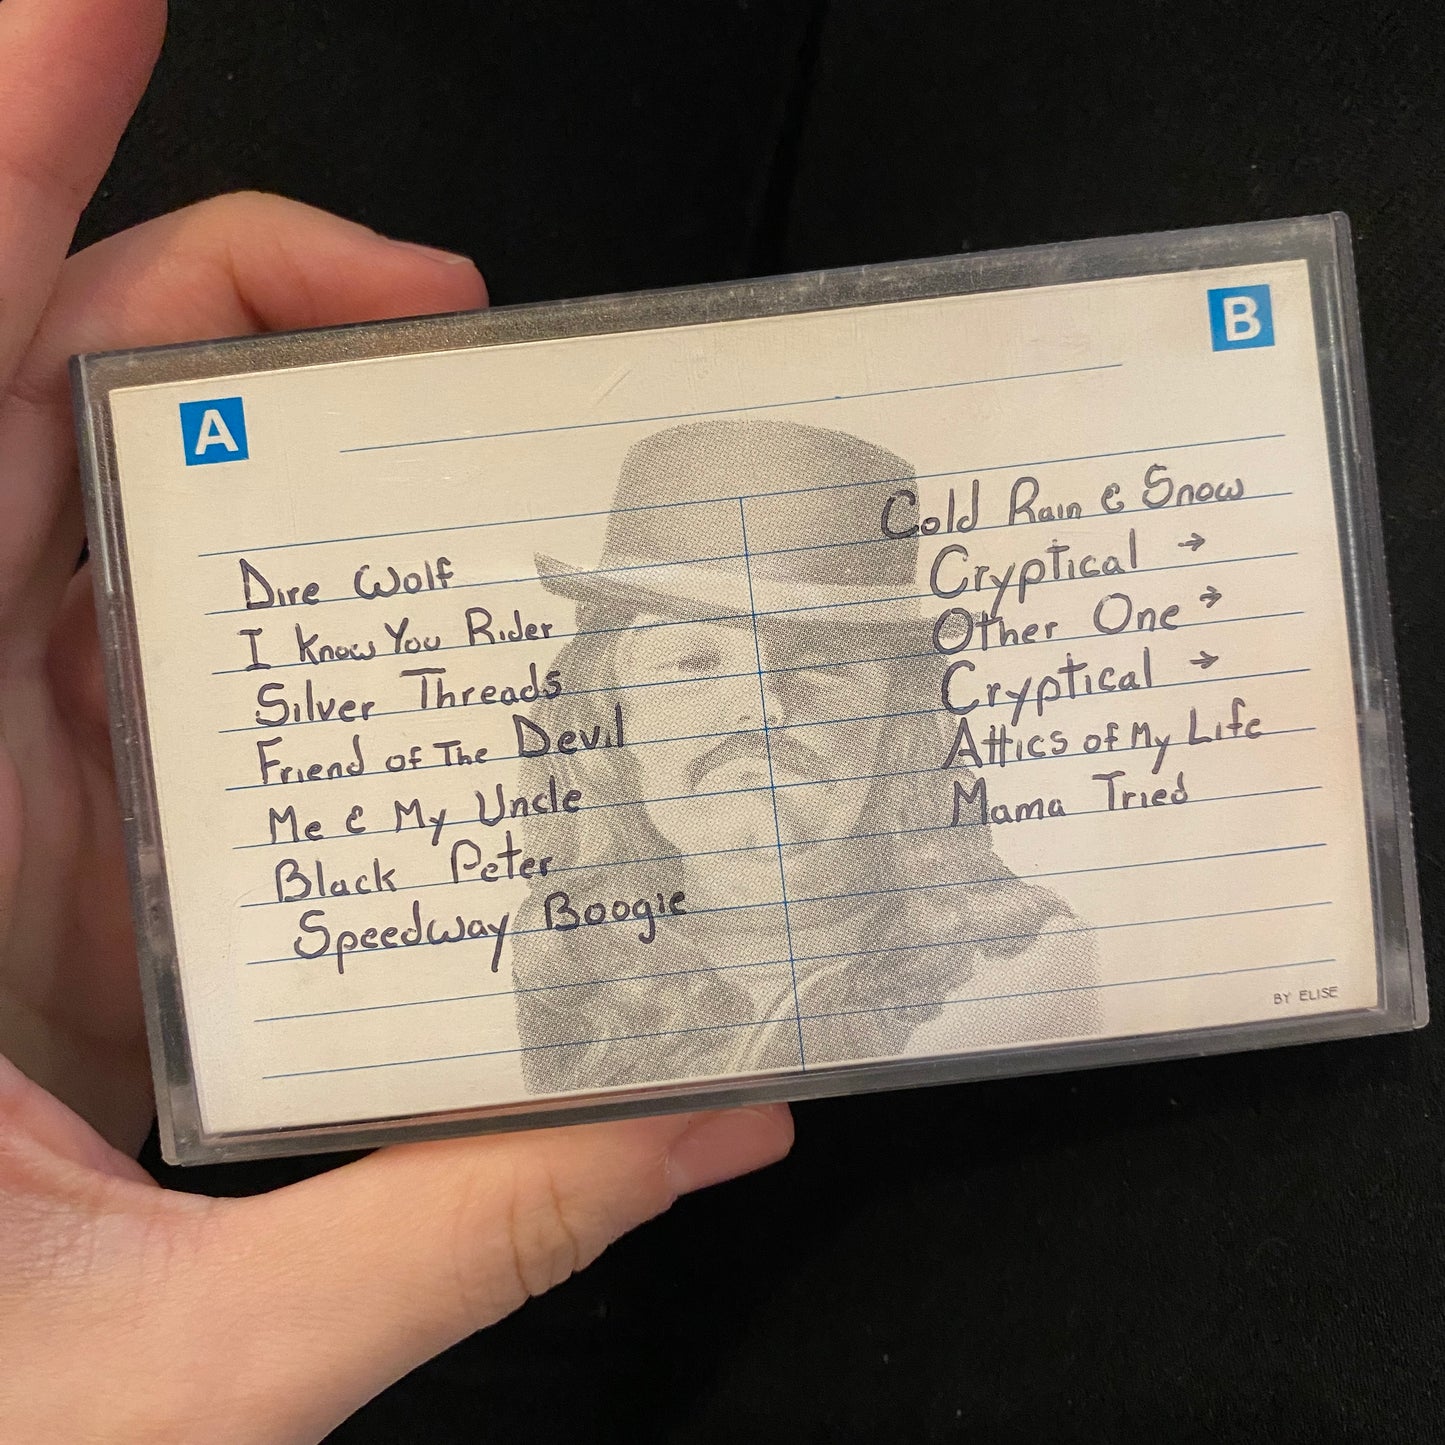 A
B
Dire Wolf
I Know You Rider
Silver Threads
Friend of The Devil
Me & My Uncle
Black Peter
Speedway Boogie
Cold Rain & Snow
Cryptical →
Other One →
Cryptical →
Attics of My Life
Mama Tried
BY ELISE